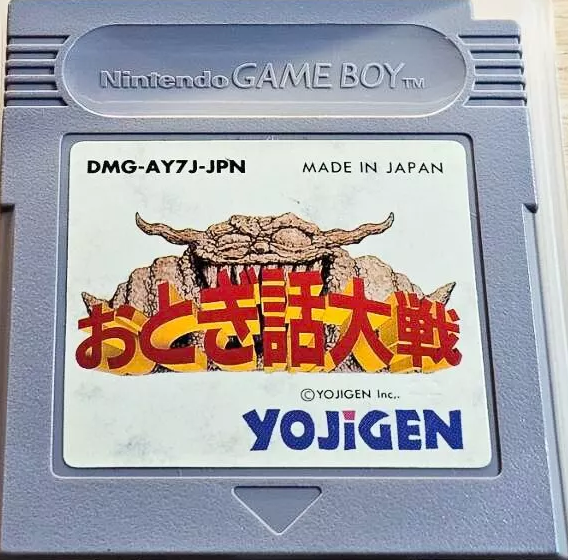 Nintendo GAME BOY™
DMG-AY7J-JPN MADE IN JAPAN
おとぎ話大戦
©YOJIGEN Inc..
YOJiGEN